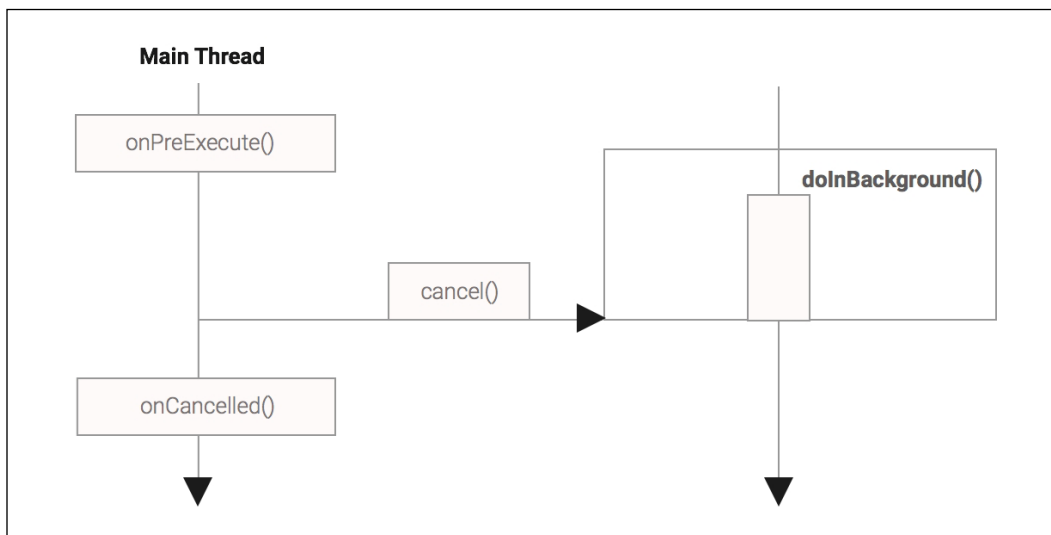 Main Thread
onPreExecute()
doInBackground()
cancel()
onCancelled()